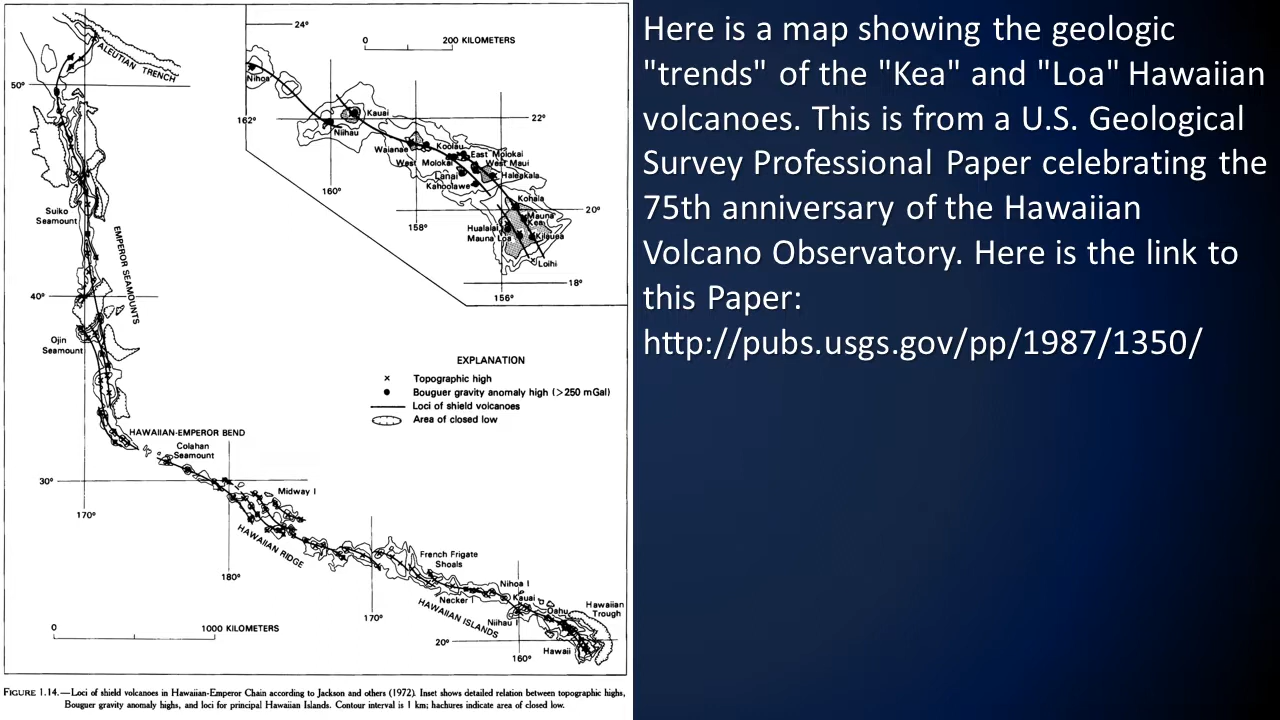 24°
0 200 KILOMETERS
Nihoa
162°
Kauai
22°
Niihau
Waianae
Koolau
East Molokai
West Molokai
West Maui
Lanai
Haleakala
Kahoolawe
160°
Kohala
20°
Mauna
Kea
158°
Hualalai
Mauna Loa
Kilauea
Loihi
18°
156°
ALEUTIAN TRENCH
50°
Suiko
Seamount
EMPEROR SEAMOUNTS
40°
Ojin
Seamount
EXPLANATION
Topographic high
Bouguer gravity anomaly high (>250 mGal)
Loci of shield volcanoes
Area of closed low
HAWAIIAN-EMPEROR BEND
Colahan
Seamount
30°
170°
Midway I
HAWAIIAN RIDGE
180°
French Frigate
Shoals
Necker I
Nihoa I
Kauai
Niihau I
Oahu
Hawaiian
Trough
HAWAIIAN ISLANDS
170°
20°
160°
Hawaii
0 1000 KILOMETERS
FIGURE 1.14.—Loci of shield volcanoes in Hawaiian-Emperor Chain according to Jackson and others (1972). Inset shows detailed relation between topographic highs,
Bouguer gravity anomaly highs, and loci for principal Hawaiian Islands. Contour interval is 1 km; hachures indicate area of closed low.
Here is a map showing the geologic
"trends" of the "Kea" and "Loa" Hawaiian
volcanoes. This is from a U.S. Geological
Survey Professional Paper celebrating the
75th anniversary of the Hawaiian
Volcano Observatory. Here is the link to
this Paper:
http://pubs.usgs.gov/pp/1987/1350/